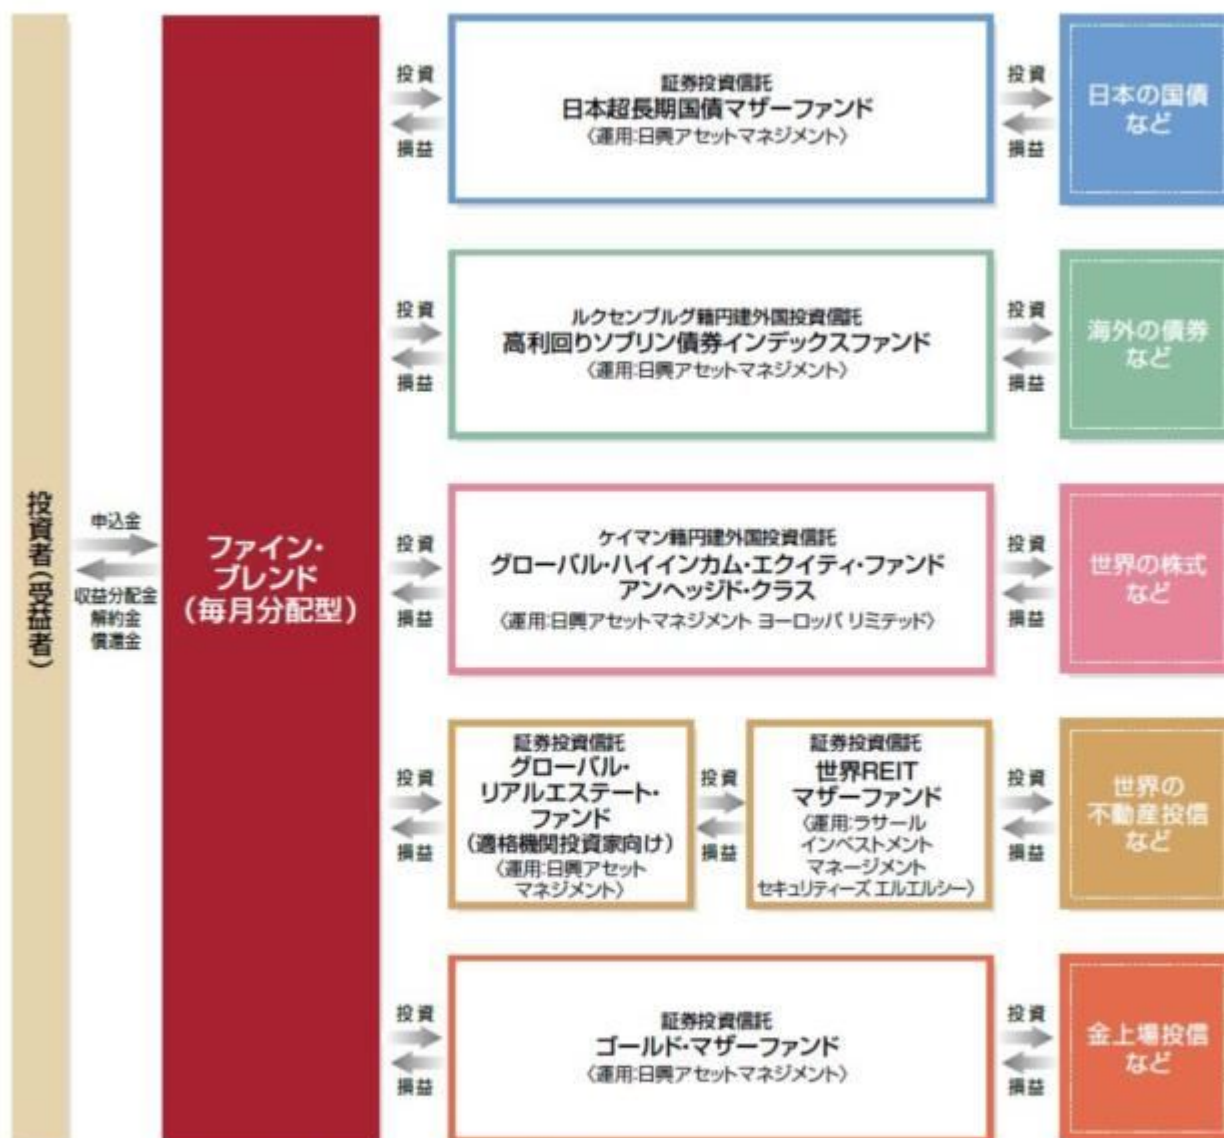 投資者(受益者)
申込金
収益分配金
解約金
償還金
ファイン・
ブレンド
(毎月分配型)
投資
損益
証券投資信託
日本超長期国債マザーファンド
〈運用:日興アセットマネジメント〉
投資
損益
日本の国債
など
投資
損益
ルクセンブルグ籍円建外国投資信託
高利回りソブリン債券インデックスファンド
〈運用:日興アセットマネジメント〉
投資
損益
海外の債券
など
投資
損益
ケイマン籍円建外国投資信託
グローバル・ハイインカム・エクイティ・ファンド
アンヘッジド・クラス
〈運用:日興アセットマネジメント ヨーロッパ リミテッド〉
投資
損益
世界の株式
など
投資
損益
証券投資信託
グローバル・
リアルエステート・
ファンド
(適格機関投資家向け)
〈運用:日興アセット
マネジメント〉
投資
損益
証券投資信託
世界REIT
マザーファンド
〈運用:ラサール
インベストメント
マネージメント
セキュリティーズ エルエルシー〉
投資
損益
世界の
不動産投信
など
投資
損益
証券投資信託
ゴールド・マザーファンド
〈運用:日興アセットマネジメント〉
投資
損益
金上場投信
など